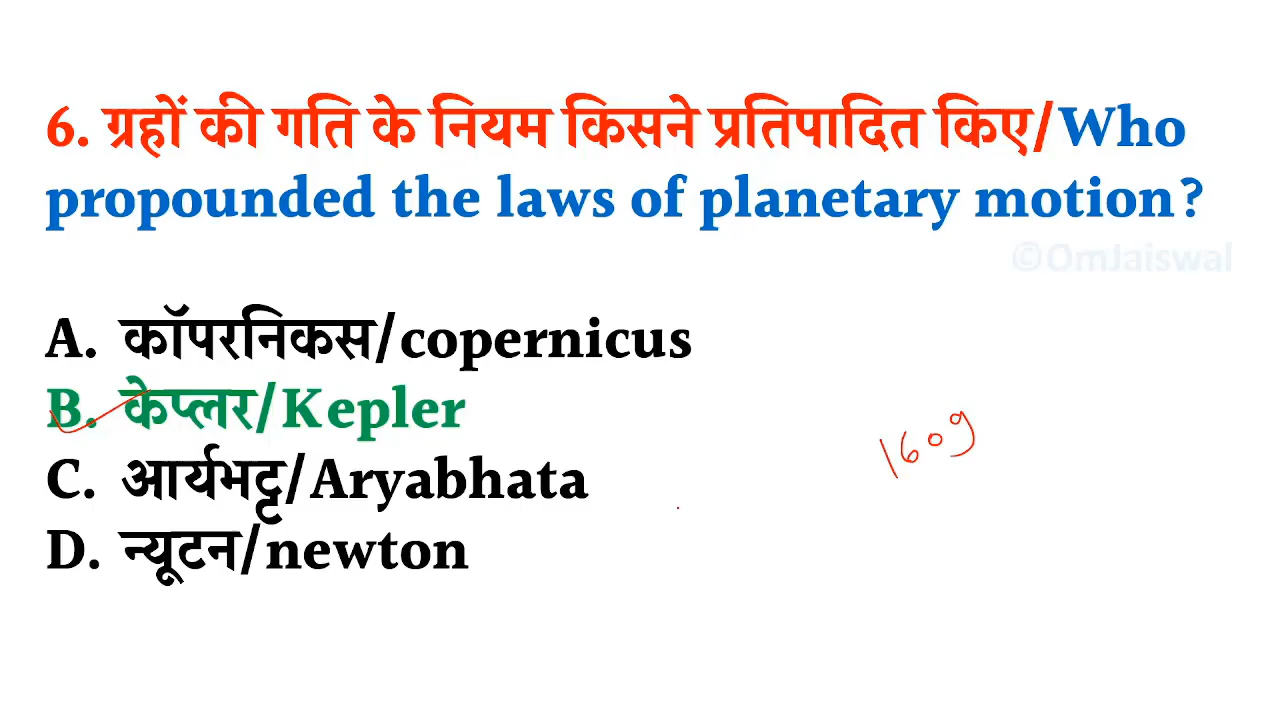 6. ग्रहों की गति के नियम किसने प्रतिपादित किए/Who
propounded the laws of planetary motion?
©OmJaiswal
A. कॉपरनिकस/copernicus
B. केप्लर/Kepler
1609
C. आर्यभट्ट/Aryabhata
D. न्यूटन/newton